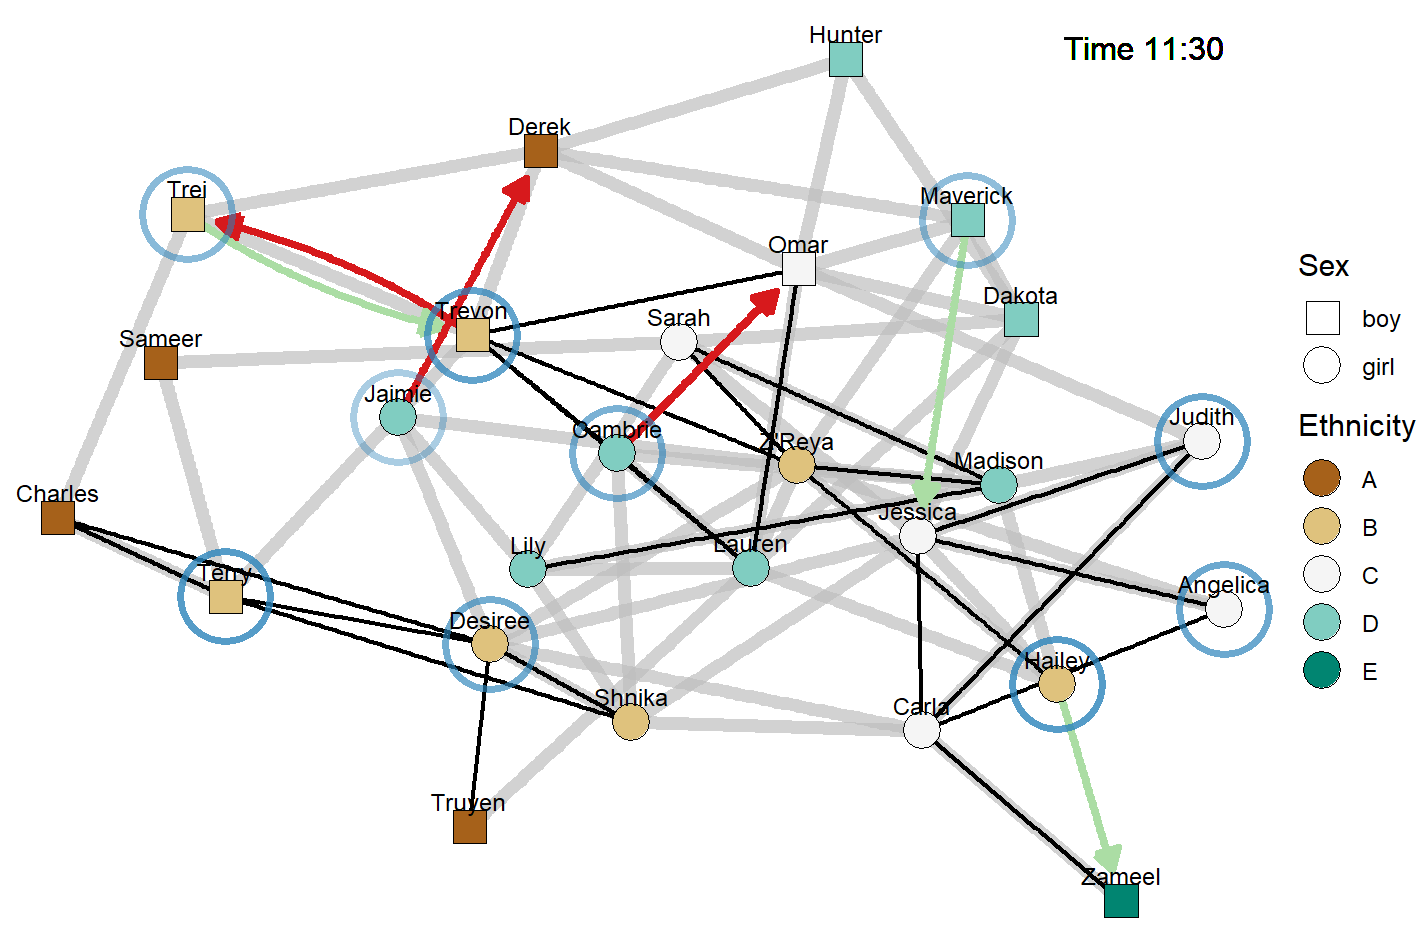 Hunter
Time 11:30
Derek
Trei
Maverick
Omar
Sex
Dakota
Trevon
Sarah
boy
Sameer
girl
Jaimie
Judith
Cambrie
Ethnicity
Z'Reya
Madison
A
Charles
Jessica
B
Lily
Lauren
Terry
C
Angelica
Desiree
D
Hailey
E
Shnika
Carla
Truyen
Zameel